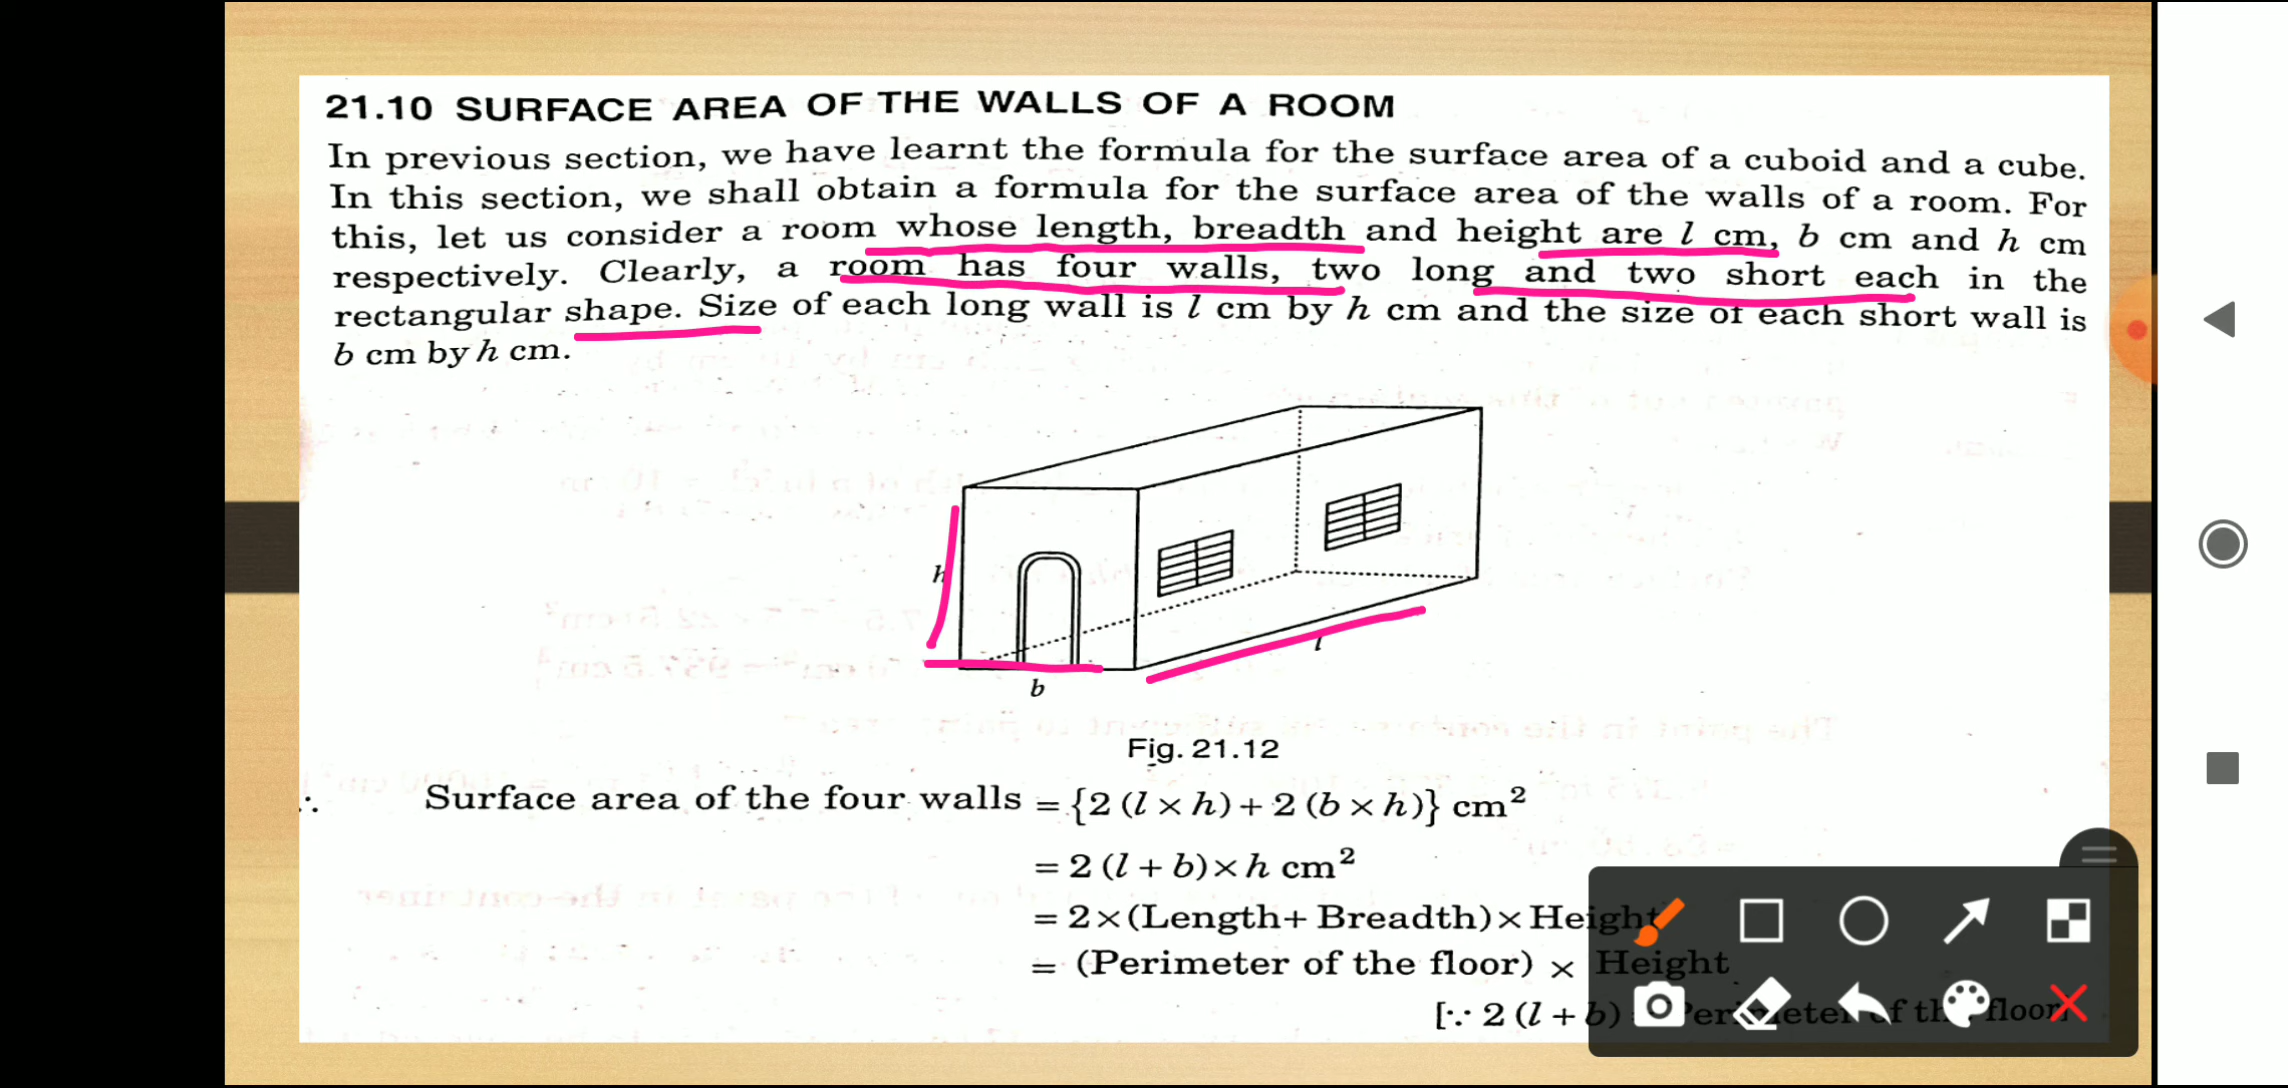 21.10 SURFACE AREA OF THE WALLS OF A ROOM
In previous section, we have learnt the formula for the surface area of a cuboid and a cube.
In this section, we shall obtain a formula for the surface area of the walls of a room. For
this, let us consider a room whose length, breadth and height are l cm, b cm and h cm
respectively. Clearly, a room has four walls, two long and two short each in the
rectangular shape. Size of each long wall is l cm by h cm and the size of each short wall is
b cm by h cm.
h
l
b
Fig. 21.12
∴ Surface area of the four walls = {2 (l × h) + 2 (b × h)} cm²
= 2 (l + b) × h cm²
= 2×(Length+ Breadth)× Height
= (Perimeter of the floor) × Height
[∵ 2 (l + b) = Perimeter of the floor]